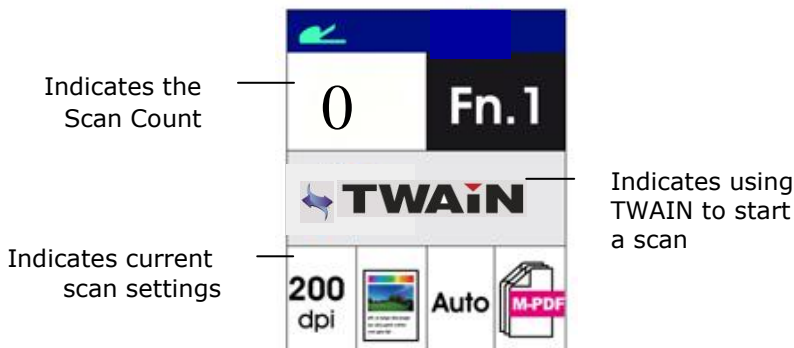 Indicates the
Scan Count
0
Fn.1
TWAIN
Indicates using
TWAIN to start
a scan
Indicates current
scan settings
200
dpi
Auto
M-PDF